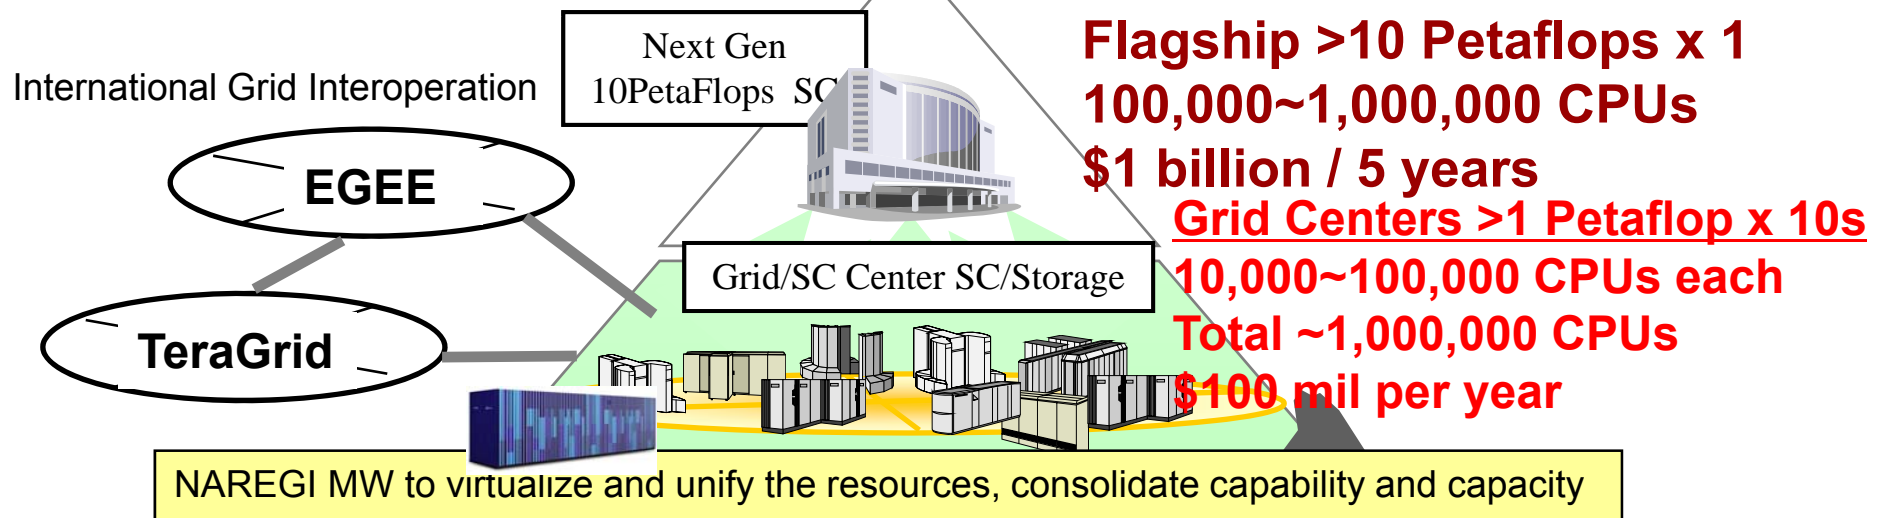 Next Gen
10PetaFlops SC
International Grid Interoperation
EGEE
TeraGrid
Flagship >10 Petaflops x 1
100,000~1,000,000 CPUs
$1 billion / 5 years
Grid Centers >1 Petaflop x 10s
10,000~100,000 CPUs each
Total ~1,000,000 CPUs
$100 mil per year
Grid/SC Center SC/Storage
NAREGI MW to virtualize and unify the resources, consolidate capability and capacity